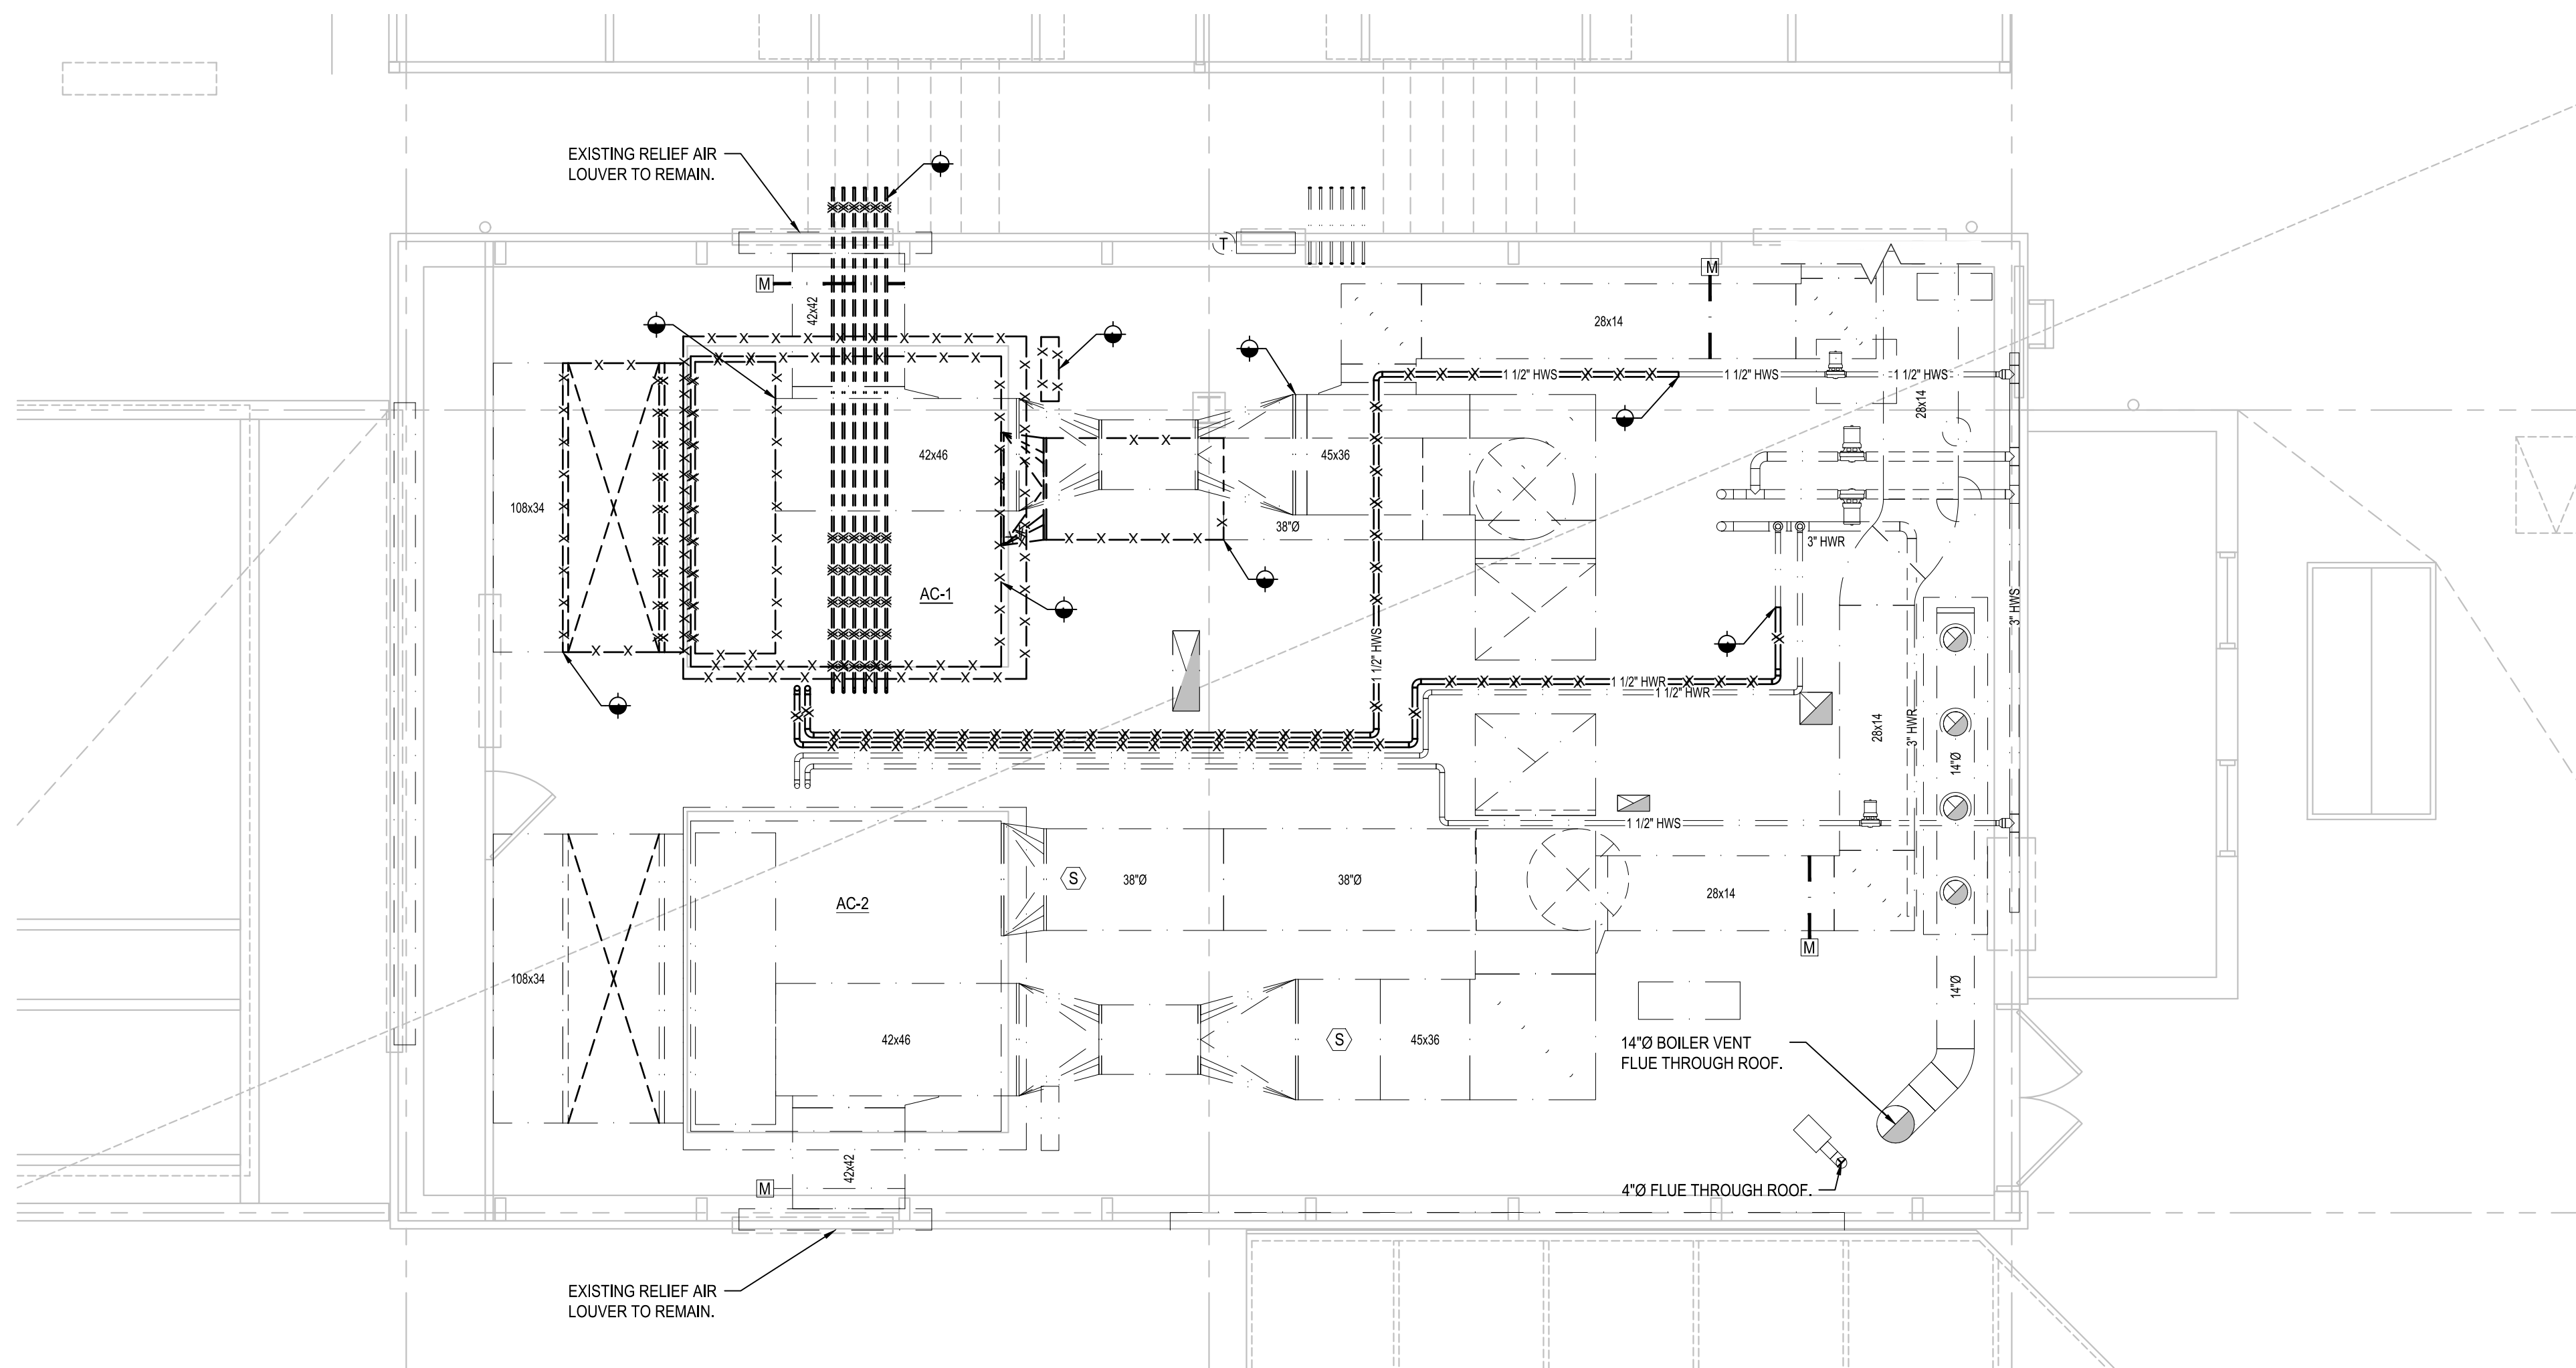 EXISTING RELIEF AIR
LOUVER TO REMAIN.
T
M
M
42x42
28x14
1 1/2" HWS
1 1/2" HWS
1 1/2" HWS
28x14
42x46
45x36
108x34
38"Ø
3" HWR
AC-1
3" HWS
1 1/2" HWS
1 1/2" HWR
1 1/2" HWR
28x14
3" HWR
14"Ø
1 1/2" HWS
S
38"Ø
38"Ø
28x14
AC-2
M
108x34
14"Ø
42x46
S
45x36
14"Ø BOILER VENT
FLUE THROUGH ROOF.
42x42
M
4"Ø FLUE THROUGH ROOF.
EXISTING RELIEF AIR
LOUVER TO REMAIN.